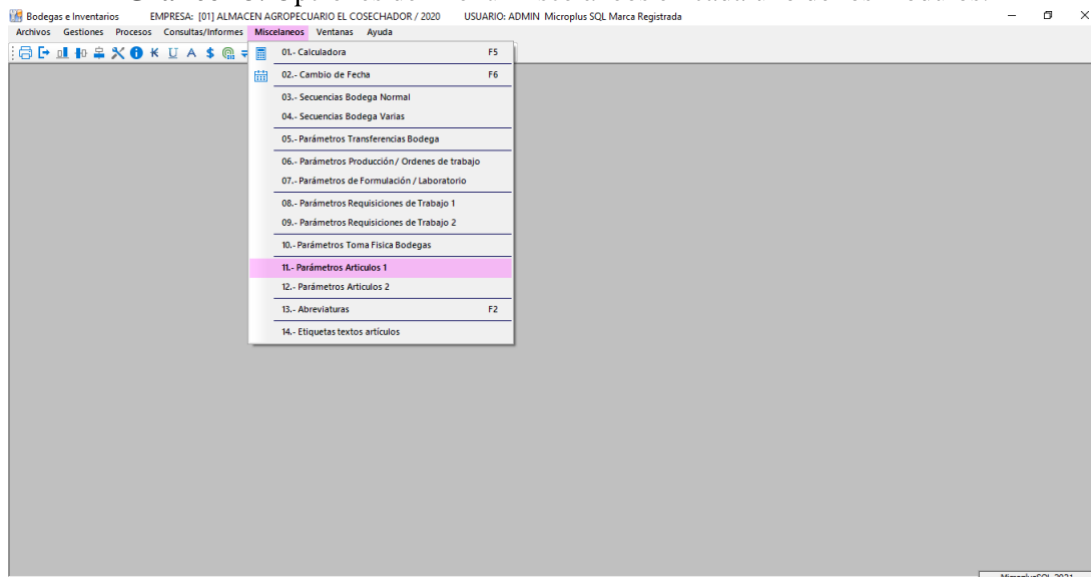 Bodegas e Inventarios EMPRESA: [01] ALMACEN AGROPECUARIO EL COSECHADOR / 2020 USUARIO: ADMIN Microplus SQL Marca Registrada
Archivos Gestiones Procesos Consultas/Informes Miscelaneos Ventanas Ayuda
K U A $
01.- Calculadora F5
02.- Cambio de Fecha F6
03.- Secuencias Bodega Normal
04.- Secuencias Bodega Varias
05.- Parámetros Transferencias Bodega
06.- Parámetros Producción / Ordenes de trabajo
07.- Parámetros de Formulación / Laboratorio
08.- Parámetros Requisiciones de Trabajo 1
09.- Parámetros Requisiciones de Trabajo 2
10.- Parámetros Toma Fisica Bodegas
11.- Parámetros Articulos 1
12.- Parámetros Articulos 2
13.- Abreviaturas F2
14.- Etiquetas textos artículos